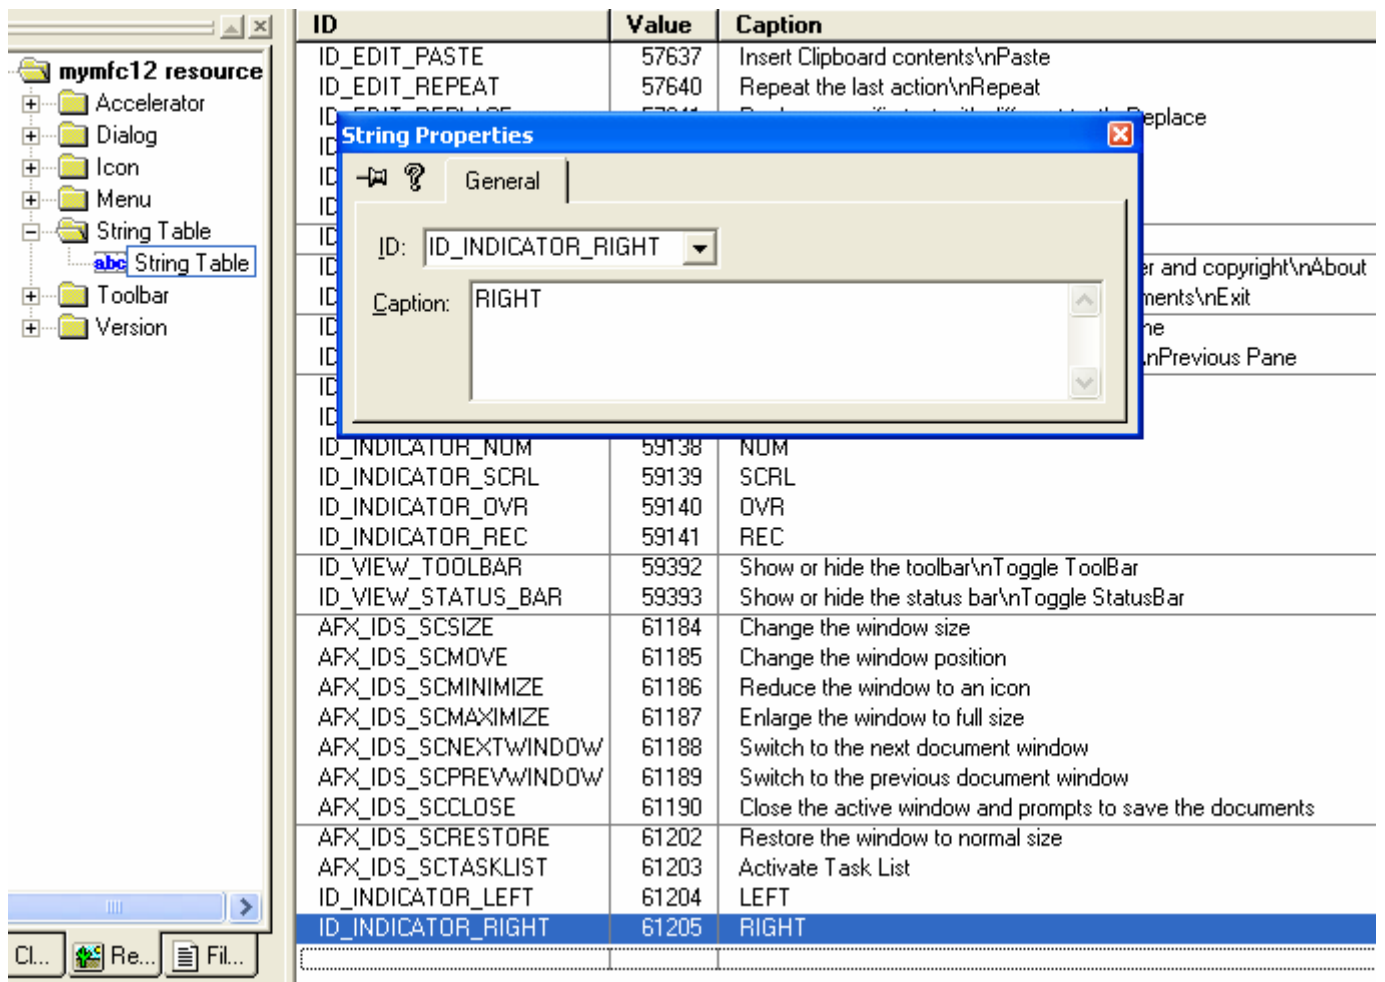 ID Value Caption
mymfc12 resource
Accelerator
Dialog
Icon
Menu
String Table
abc String Table
Toolbar
Version
Cl... Re... Fil...
ID_EDIT_PASTE 57637 Insert Clipboard contents\nPaste
ID_EDIT_REPEAT 57640 Repeat the last action\nRepeat
eplace
String Properties
General
ID: ID_INDICATOR_RIGHT
Caption: RIGHT
er and copyright\nAbout
ments\nExit
ne
\nPrevious Pane
ID_INDICATOR_NUM 59138 NUM
ID_INDICATOR_SCRL 59139 SCRL
ID_INDICATOR_OVR 59140 OVR
ID_INDICATOR_REC 59141 REC
ID_VIEW_TOOLBAR 59392 Show or hide the toolbar\nToggle ToolBar
ID_VIEW_STATUS_BAR 59393 Show or hide the status bar\nToggle StatusBar
AFX_IDS_SCSIZE 61184 Change the window size
AFX_IDS_SCMOVE 61185 Change the window position
AFX_IDS_SCMINIMIZE 61186 Reduce the window to an icon
AFX_IDS_SCMAXIMIZE 61187 Enlarge the window to full size
AFX_IDS_SCNEXTWINDOW 61188 Switch to the next document window
AFX_IDS_SCPREVWINDOW 61189 Switch to the previous document window
AFX_IDS_SCCLOSE 61190 Close the active window and prompts to save the documents
AFX_IDS_SCRESTORE 61202 Restore the window to normal size
AFX_IDS_SCTASKLIST 61203 Activate Task List
ID_INDICATOR_LEFT 61204 LEFT
ID_INDICATOR_RIGHT 61205 RIGHT